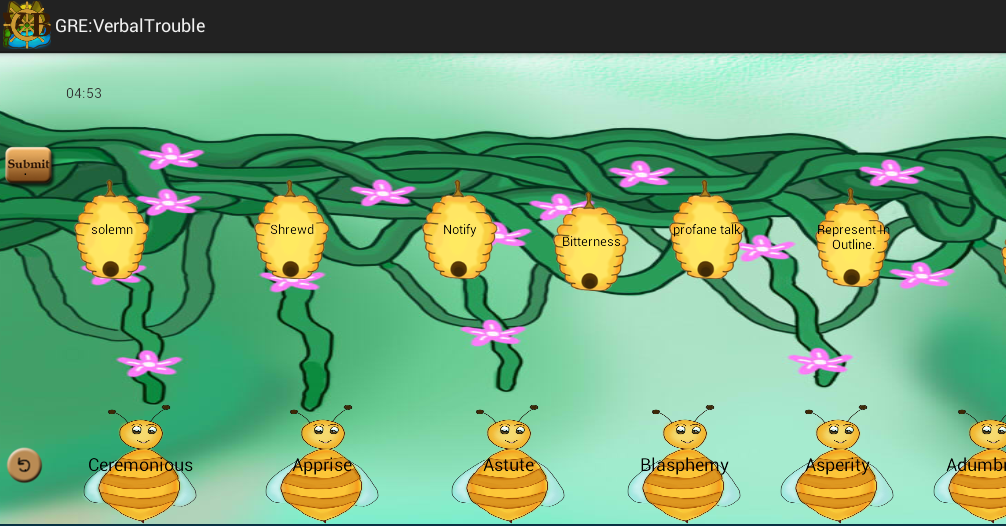 GRE:VerbalTrouble
04:53
Submit
solemn
Shrewd
Notify
Bitterness
profane talk
Represent in
Outline.
Ceremonious
Apprise
Astute
Blasphemy
Asperity
Adumb